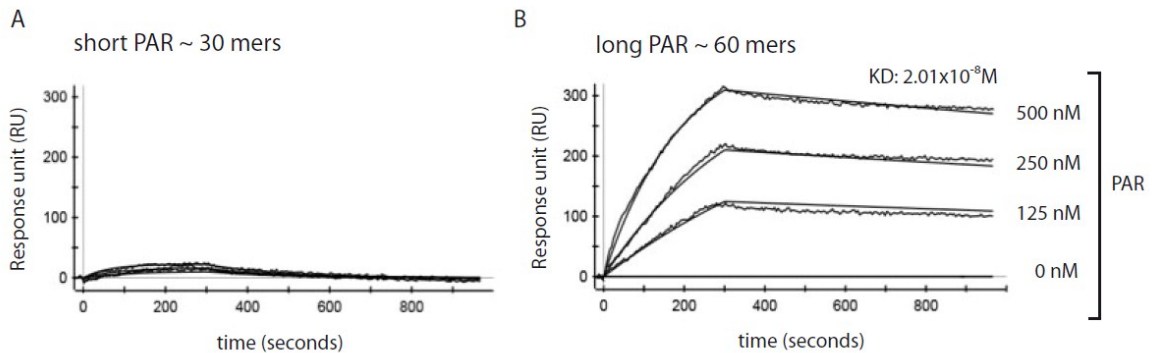 A
short PAR ~ 30 mers
Response unit (RU)
300
200
100
0
0 200 400 600 800
time (seconds)
B
long PAR ~ 60 mers
KD: 2.01x10⁻⁸M
Response unit (RU)
300
200
100
0
0 200 400 600 800
time (seconds)
500 nM
250 nM
125 nM
0 nM
PAR